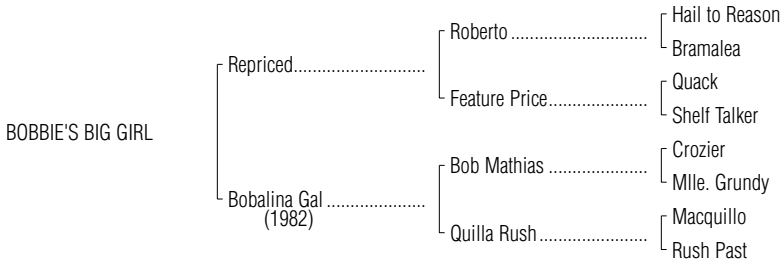 Hail to Reason
Roberto ................................
Bramalea
Repriced...............................
Quack
Feature Price.......................
Shelf Talker
BOBBIE'S BIG GIRL
Crozier
Bob Mathias .......................
Mlle. Grundy
Bobalina Gal .......................
(1982)
Macquillo
Quilla Rush.........................
Rush Past